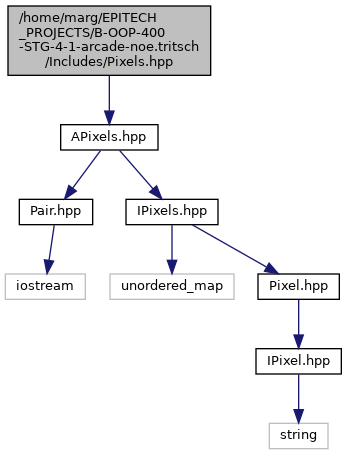 /home/marg/EPITECH
_PROJECTS/B-OOP-400
-STG-4-1-arcade-noe.tritsch
/Includes/Pixels.hpp
APixels.hpp
Pair.hpp
IPixels.hpp
iostream
unordered_map
Pixel.hpp
IPixel.hpp
string